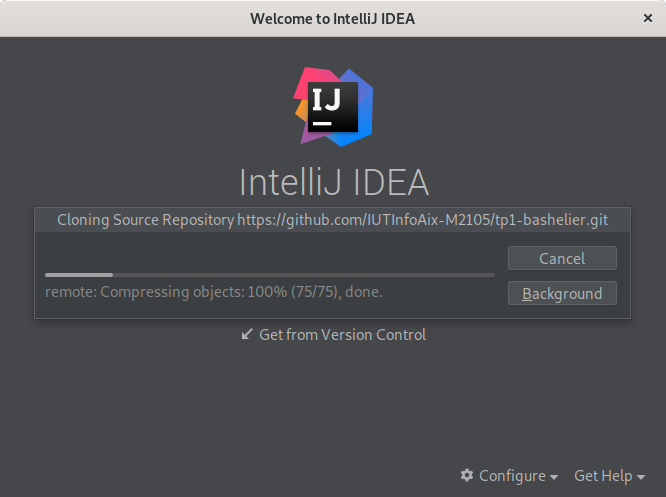 Welcome to IntelliJ IDEA
IJ
IntelliJ IDEA
Cloning Source Repository https://github.com/IUTInfoAix-M2105/tp1-bashelier.git
Cancel
remote: Compressing objects: 100% (75/75), done.
Background
Get from Version Control
Configure
Get Help